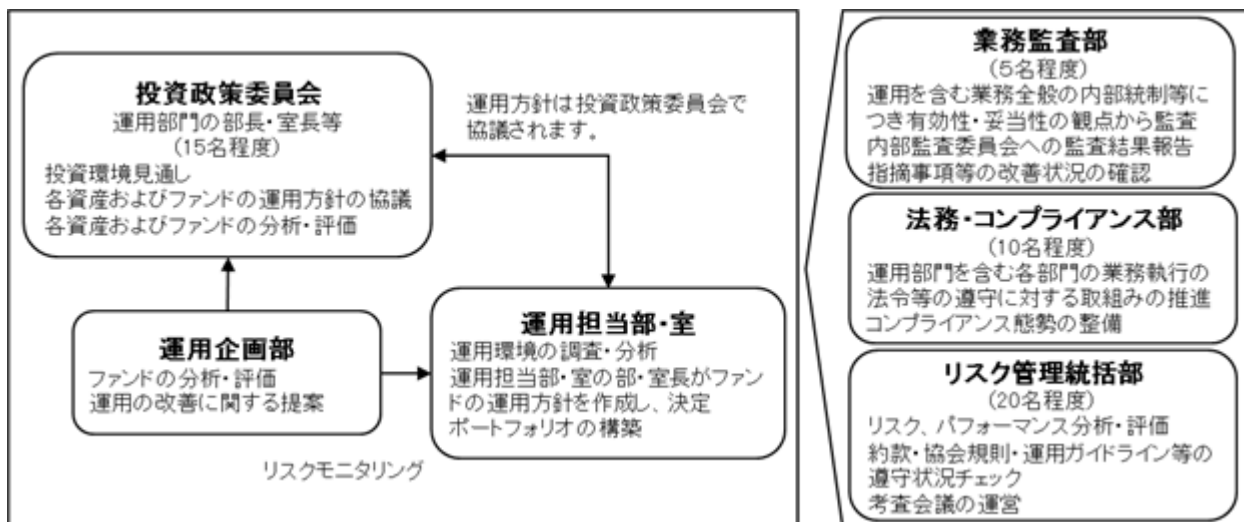 投資政策委員会
運用部門の部長・室長等
(15名程度)
投資環境見通し
各資産およびファンドの運用方針の協議
各資産およびファンドの分析・評価
運用方針は投資政策委員会で
協議されます。
運用企画部
ファンドの分析・評価
運用の改善に関する提案
運用担当部・室
運用環境の調査・分析
運用担当部・室の部・室長がファン
ドの運用方針を作成し、決定
ポートフォリオの構築
リスクモニタリング
業務監査部
(5名程度)
運用を含む業務全般の内部統制等に
つき有効性・妥当性の観点から監査
内部監査委員会への監査結果報告
指摘事項等の改善状況の確認
法務・コンプライアンス部
(10名程度)
運用部門を含む各部門の業務執行の
法令等の遵守に対する取組みの推進
コンプライアンス態勢の整備
リスク管理統括部
(20名程度)
リスク、パフォーマンス分析・評価
約款・協会規則・運用ガイドライン等の
遵守状況チェック
考査会議の運営